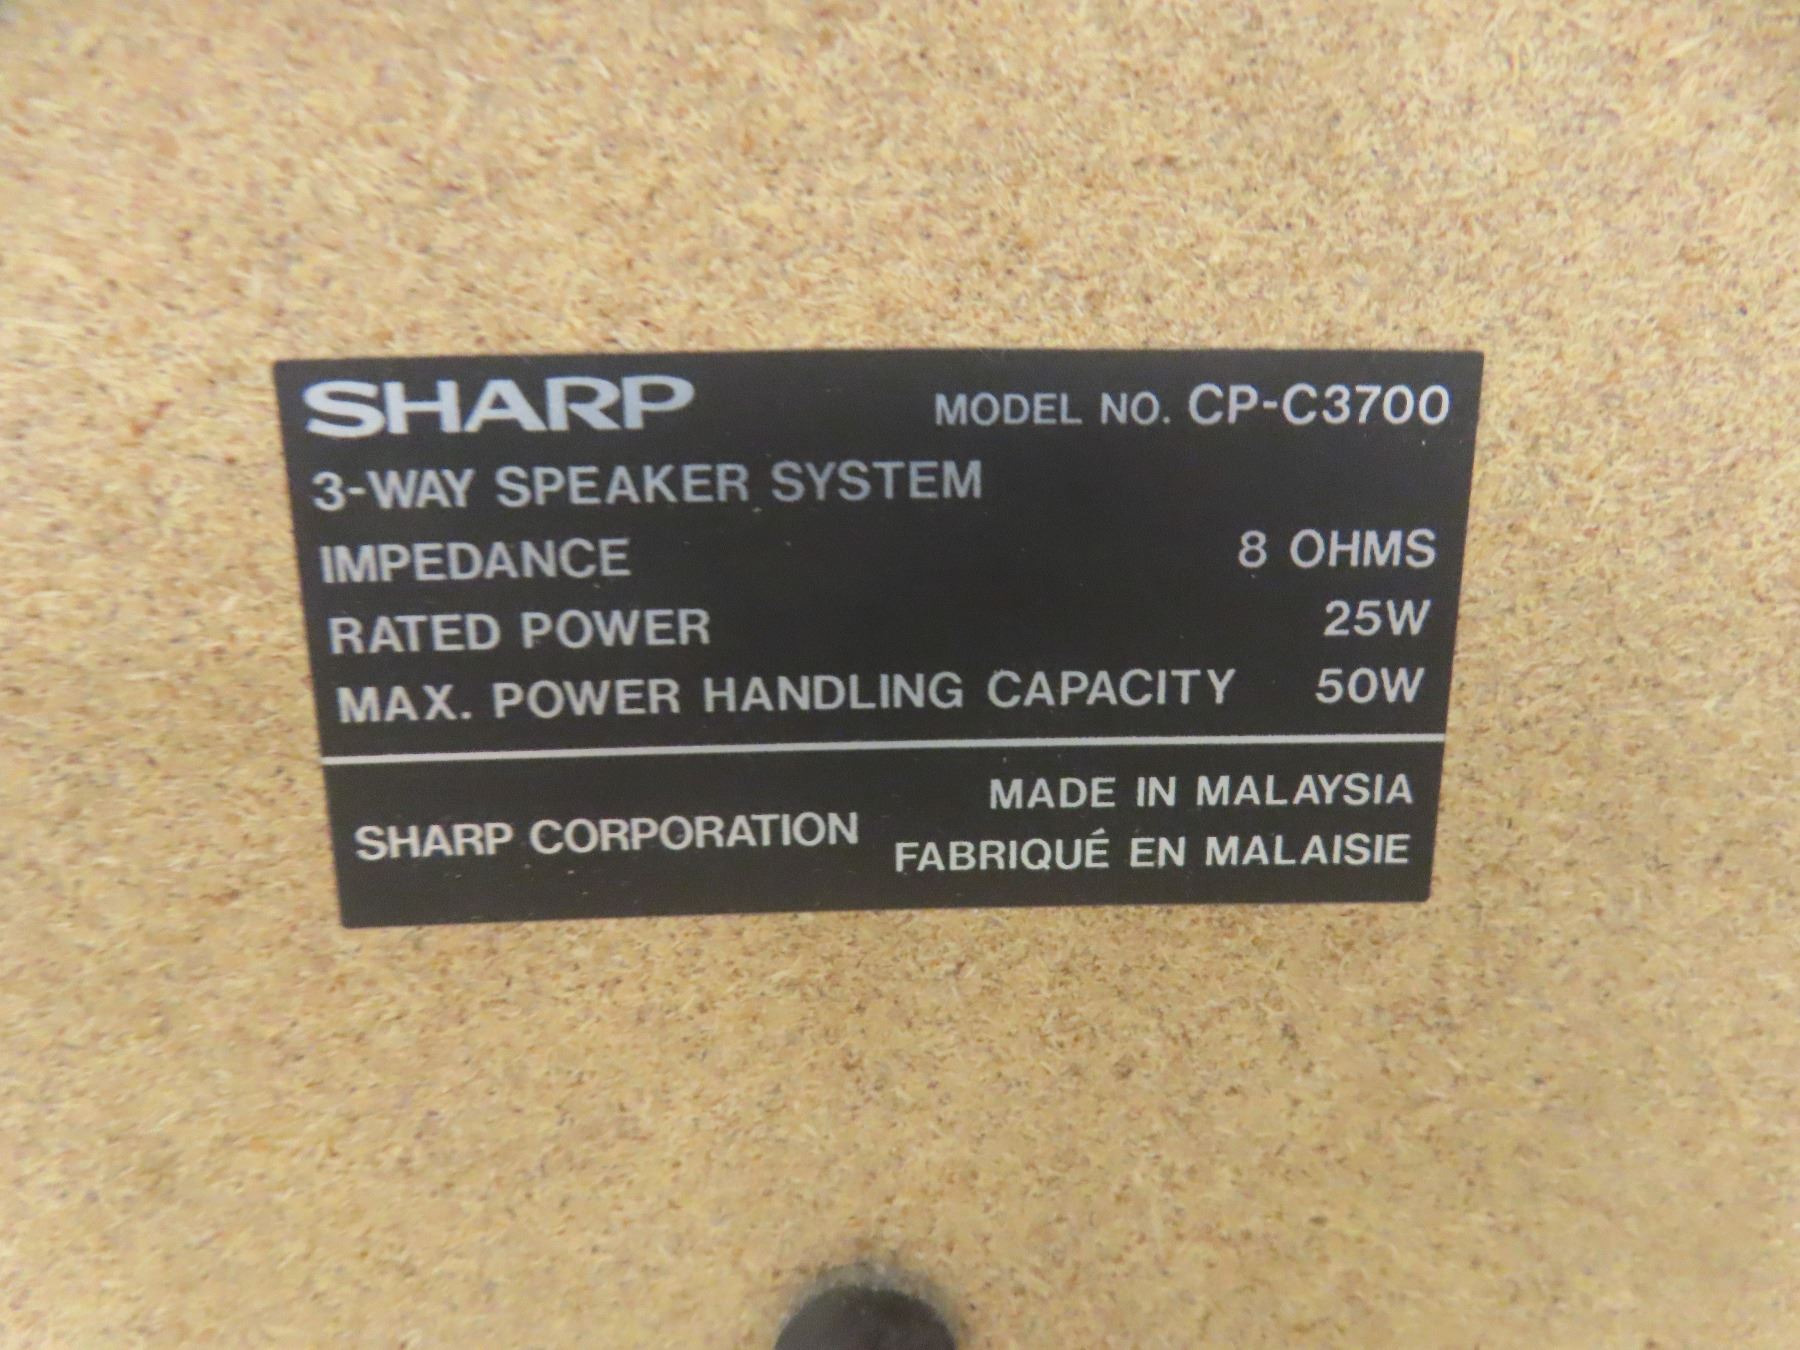 SHARP MODEL NO. CP-C3700
3-WAY SPEAKER SYSTEM
IMPEDANCE 8 OHMS
RATED POWER 25W
MAX. POWER HANDLING CAPACITY 50W
SHARP CORPORATION
MADE IN MALAYSIA
FABRIQUÉ EN MALAISIE